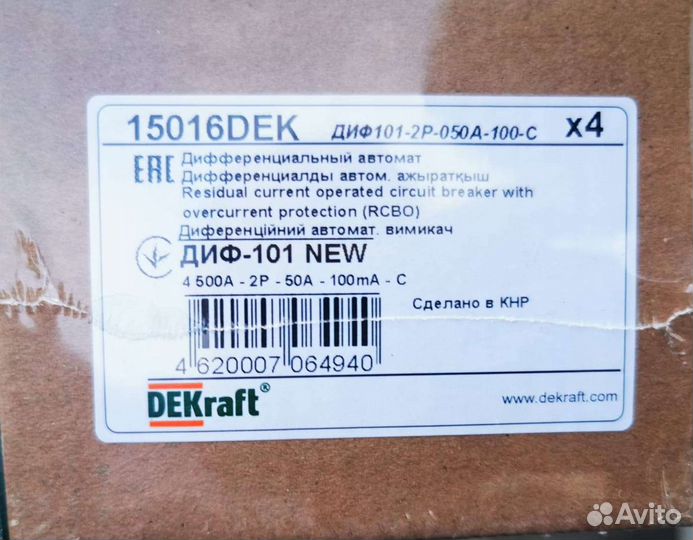 15016DEK ДИФ101-2P-050A-100-C x4
EAC Дифференциальный автомат
Дифференциалды автом. ажыратқыш
Residual current operated circuit breaker with
overcurrent protection (RCBO)
Диференційний автомат. вимикач
ДИФ-101 NEW
4 500A - 2P - 50A - 100mA - C
Сделано в КНР
4 620007 064940
DEKraft®
www.dekraft.com
Avito